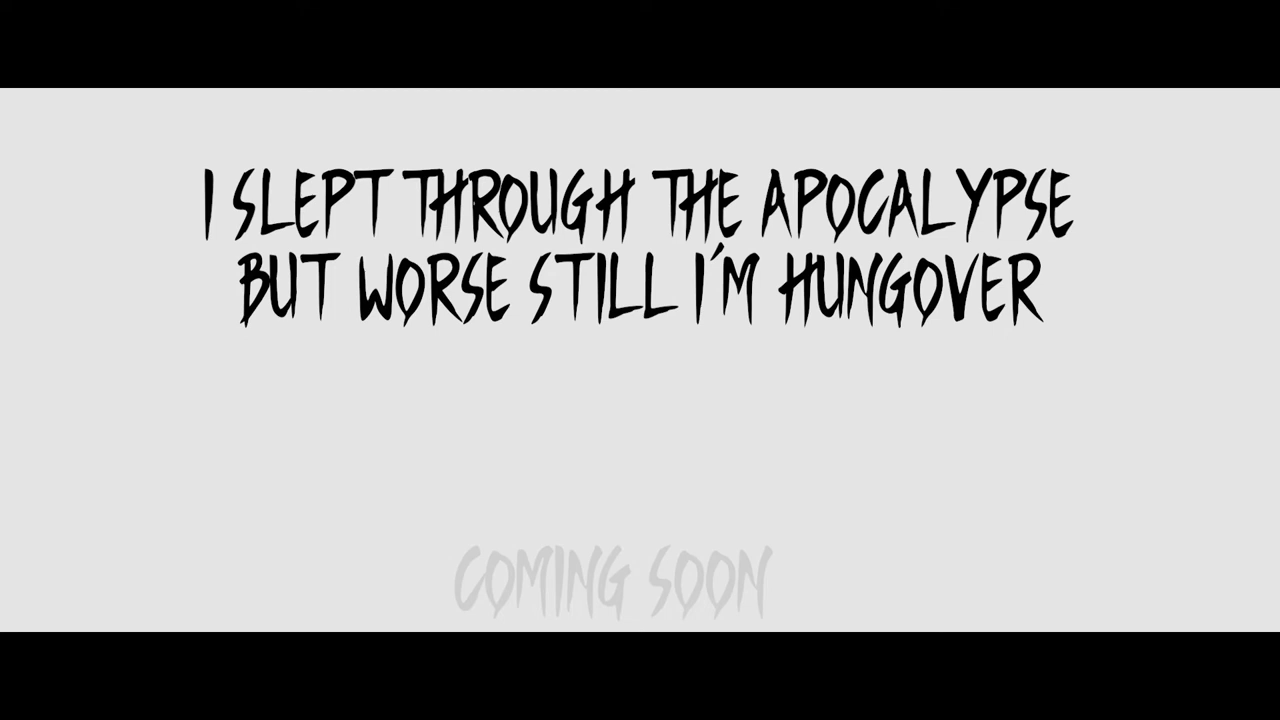 I SLEPT THROUGH THE APOCALYPSE
BUT WORSE STILL I'M HUNGOVER
COMING SOON